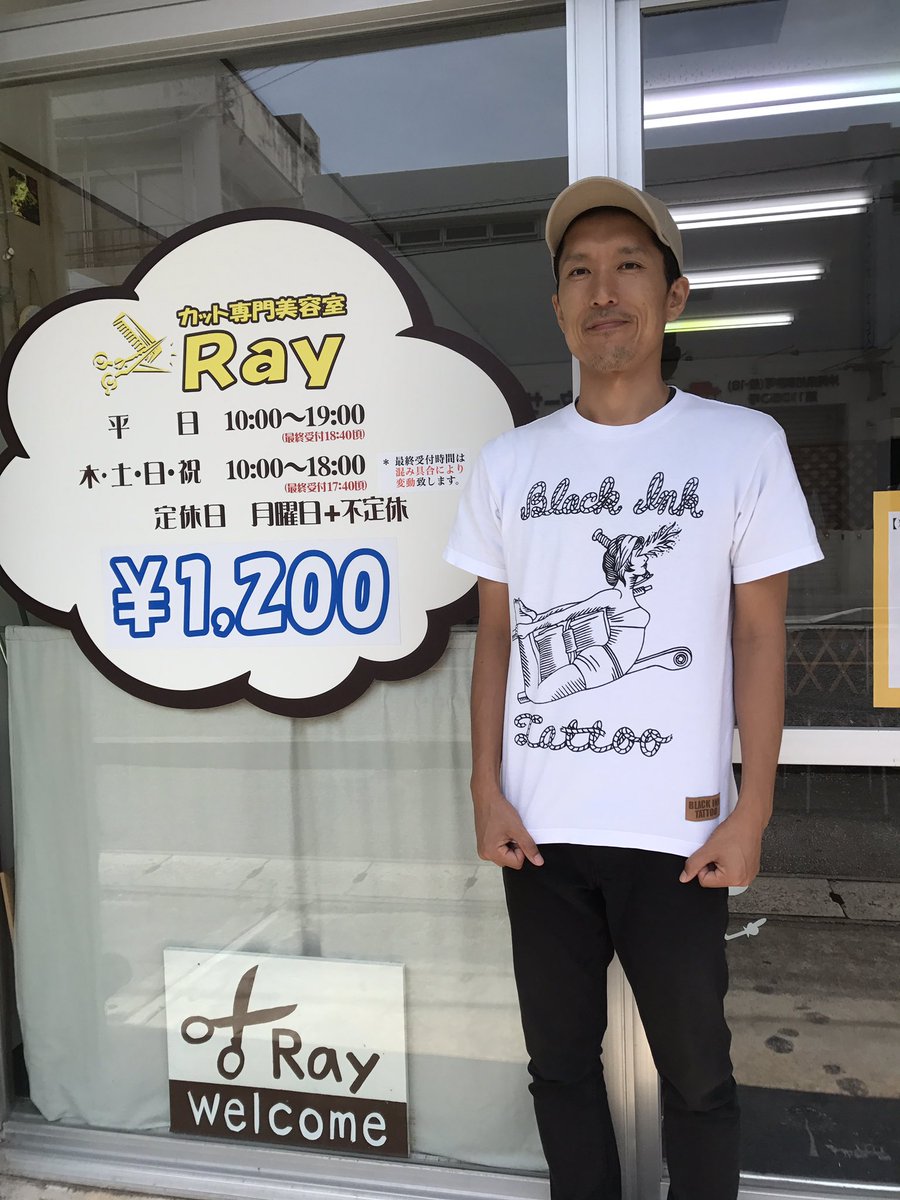 カット専門美容室
Ray
平 日 10:00〜19:00
(最終受付18:40頃)
木・土・日・祝 10:00〜18:00
(最終受付17:40頃)
＊ 最終受付時間は
混み具合により
変動致します。
定休日 月曜日+不定休
¥1,200
Black Ink
Tattoo
BLACK INK
TATTOO
Ray
welcome